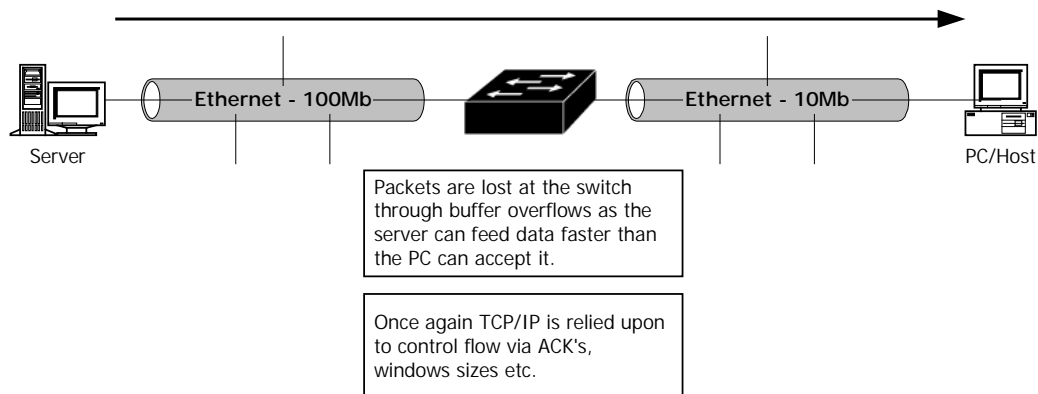 Ethernet - 100Mb
Ethernet - 10Mb
Server
PC/Host
Packets are lost at the switch
through buffer overflows as the
server can feed data faster than
the PC can accept it.
Once again TCP/IP is relied upon
to control flow via ACK's,
windows sizes etc.